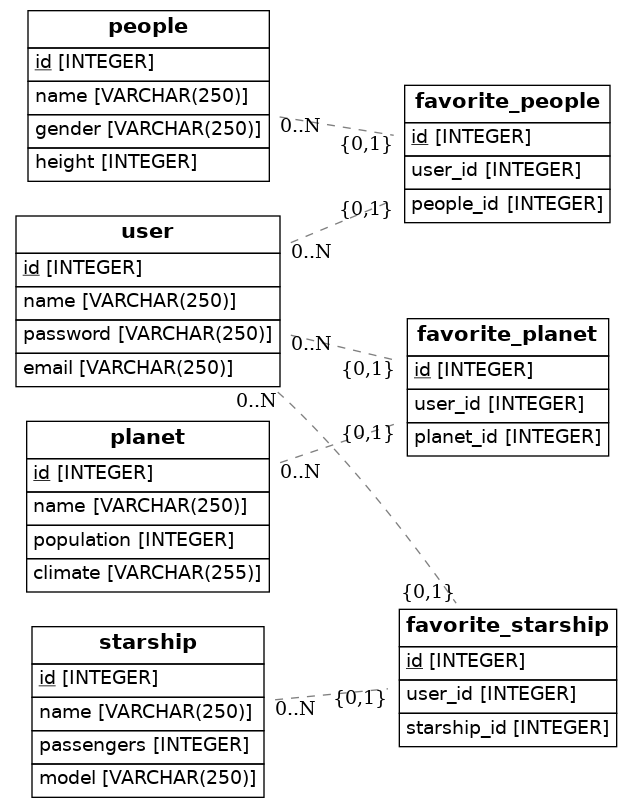 people
id [INTEGER]
name [VARCHAR(250)]
gender [VARCHAR(250)]
height [INTEGER]
0..N
{0,1}
favorite_people
id [INTEGER]
user_id [INTEGER]
people_id [INTEGER]
{0,1}
0..N
user
id [INTEGER]
name [VARCHAR(250)]
password [VARCHAR(250)]
email [VARCHAR(250)]
0..N
{0,1}
0..N
favorite_planet
id [INTEGER]
user_id [INTEGER]
planet_id [INTEGER]
{0,1}
0..N
planet
id [INTEGER]
name [VARCHAR(250)]
population [INTEGER]
climate [VARCHAR(255)]
{0,1}
favorite_starship
id [INTEGER]
user_id [INTEGER]
starship_id [INTEGER]
starship
id [INTEGER]
name [VARCHAR(250)]
passengers [INTEGER]
model [VARCHAR(250)]
0..N
{0,1}